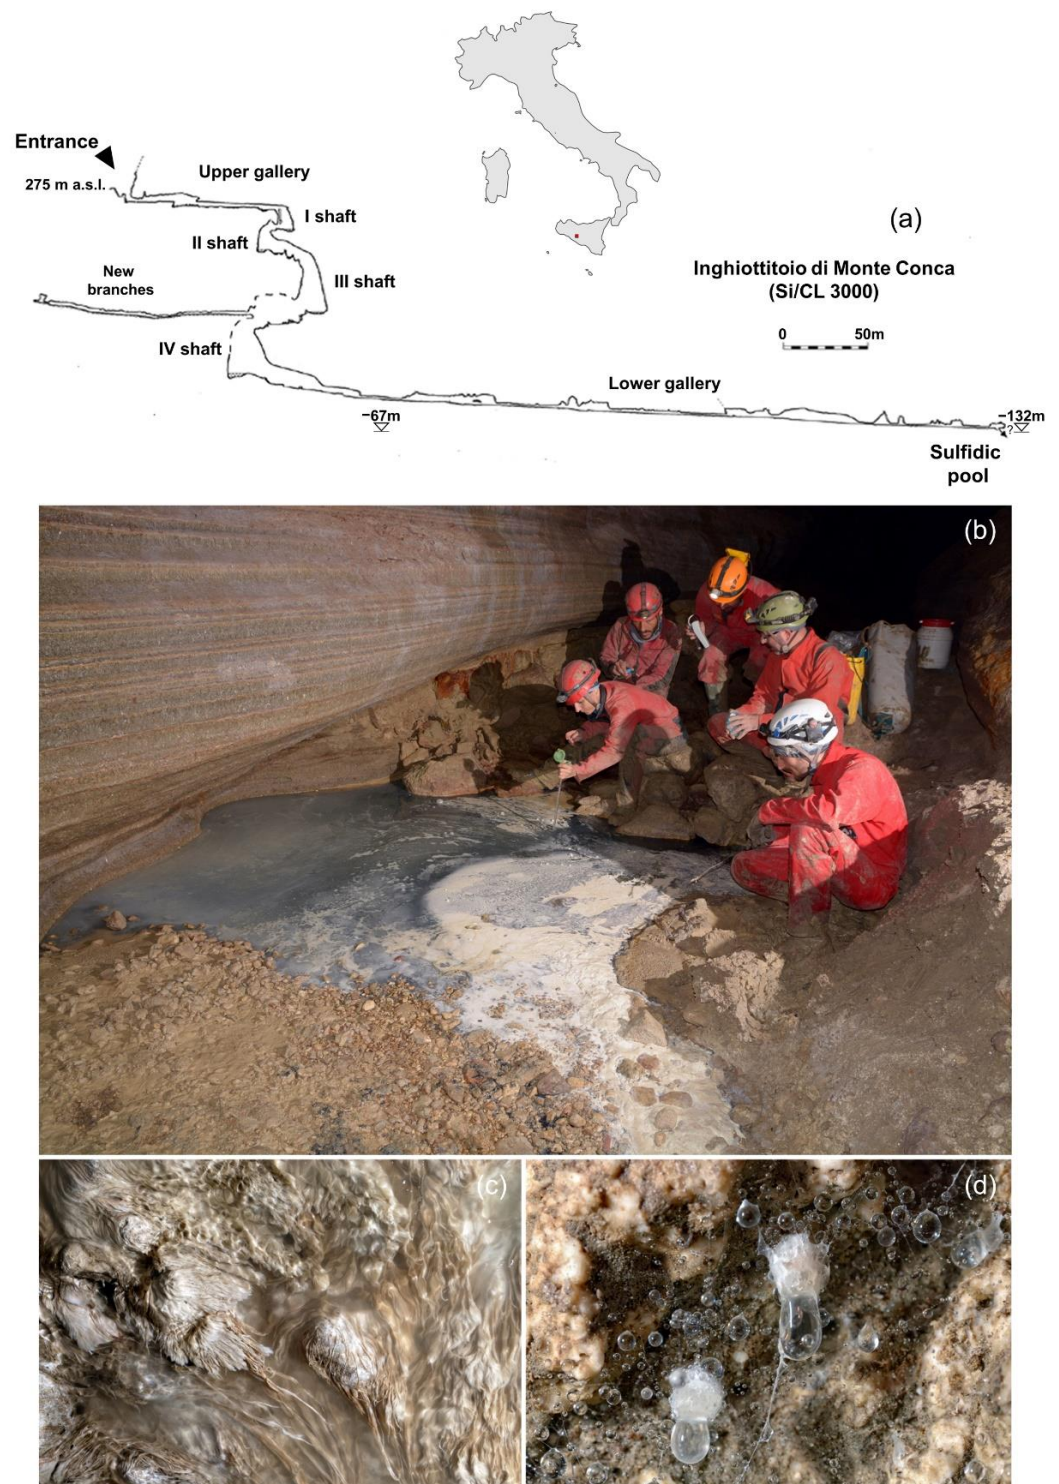 Entrance
275 m a.s.l.
Upper gallery
I shaft
II shaft
III shaft
New
branches
IV shaft
(a)
Inghiottitoio di Monte Conca
(Si/CL 3000)
0 50m
Lower gallery
−67m
−132m
?
Sulfidic
pool
(b)
(c)
(d)